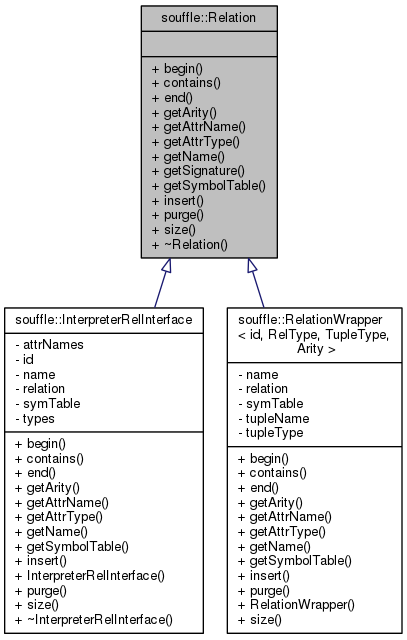 souffle::Relation
+ begin()
+ contains()
+ end()
+ getArity()
+ getAttrName()
+ getAttrType()
+ getName()
+ getSignature()
+ getSymbolTable()
+ insert()
+ purge()
+ size()
+ ~Relation()
souffle::InterpreterRelInterface
- attrNames
- id
- name
- relation
- symTable
- types
+ begin()
+ contains()
+ end()
+ getArity()
+ getAttrName()
+ getAttrType()
+ getName()
+ getSymbolTable()
+ insert()
+ InterpreterRelInterface()
+ purge()
+ size()
+ ~InterpreterRelInterface()
souffle::RelationWrapper
< id, RelType, TupleType,
Arity >
- name
- relation
- symTable
- tupleName
- tupleType
+ begin()
+ contains()
+ end()
+ getArity()
+ getAttrName()
+ getAttrType()
+ getName()
+ getSymbolTable()
+ insert()
+ purge()
+ RelationWrapper()
+ size()